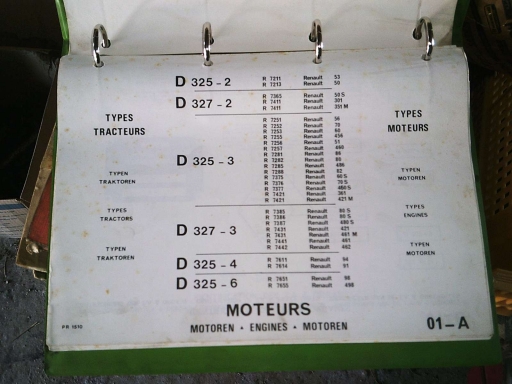 D 325 - 2
R 7211 Renault 53
R 7213 Renault 50
D 327 - 2
R 7365 Renault 50 S
R 7411 Renault 301
R 7411 Renault 351 M
TYPES TRACTEURS
TYPES MOTEURS
D 325 - 3
R 7251 Renault 56
R 7252 Renault 70
R 7253 Renault 60
R 7255 Renault 456
R 7256 Renault 51
R 7257 Renault 460
R 7281 Renault 86
R 7282 Renault 80
R 7285 Renault 486
R 7288 Renault 82
R 7375 Renault 60 S
R 7376 Renault 70 S
R 7377 Renault 460 S
R 7421 Renault 361
R 7421 Renault 421 M
TYPEN TRAKTOREN
TYPEN MOTOREN
TYPES TRACTORS
TYPES ENGINES
D 327 - 3
R 7385 Renault 80 S
R 7386 Renault 80 S
R 7387 Renault 480 S
R 7431 Renault 421
R 7431 Renault 461 M
R 7441 Renault 461
R 7442 Renault 462
TYPEN TRAKTOREN
TYPEN MOTOREN
D 325 - 4
R 7611 Renault 94
R 7614 Renault 91
D 325 - 6
R 7651 Renault 98
R 7655 Renault 498
MOTEURS
MOTOREN • ENGINES • MOTOREN
PR 1510
01 - A